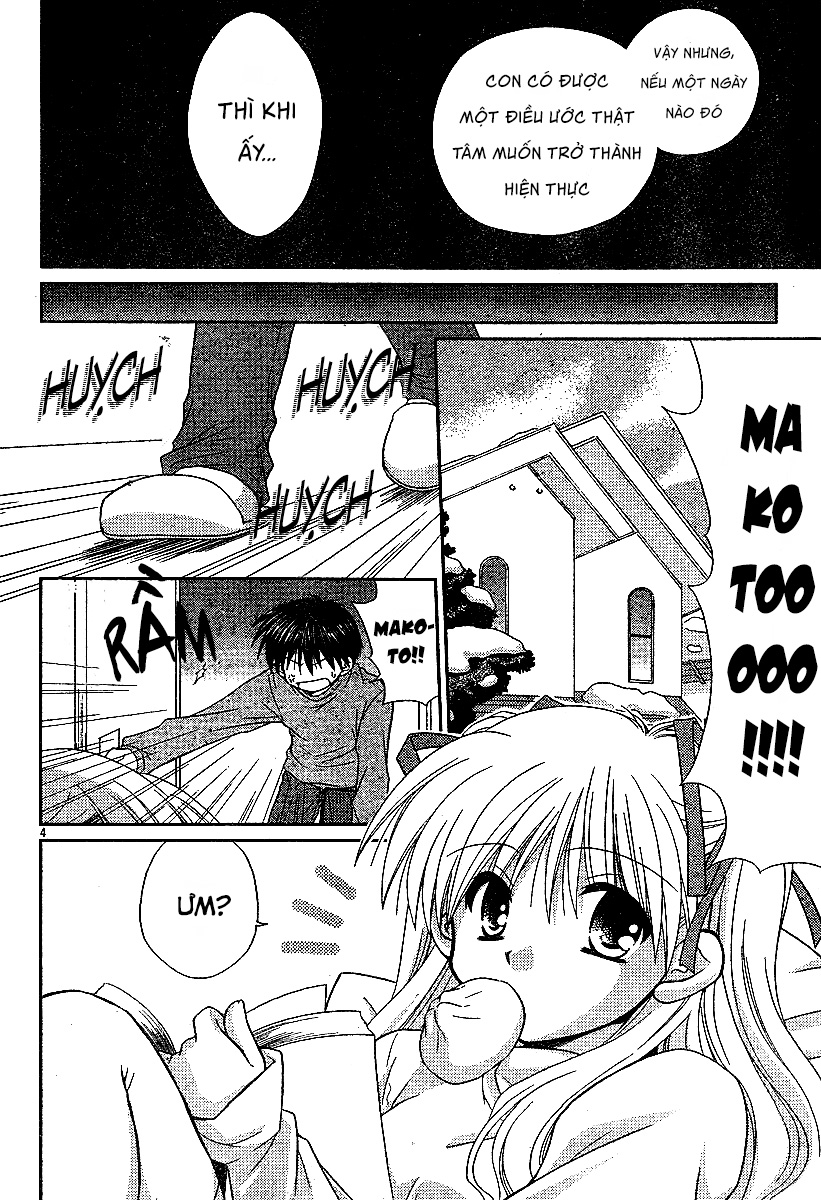 VẬY NHƯNG,
NẾU MỘT NGÀY
NÀO ĐÓ
CON CÓ ĐƯỢC
MỘT ĐIỀU ƯỚC THẬT
TÂM MUỐN TRỞ THÀNH
HIỆN THỰC
THÌ KHI
ẤY...
MA
KO
TOO
OOO
!!!!
HUỴCH
HUỴCH
HUỴCH
MAKO-
TO!!
RẦM
4
ƯM?